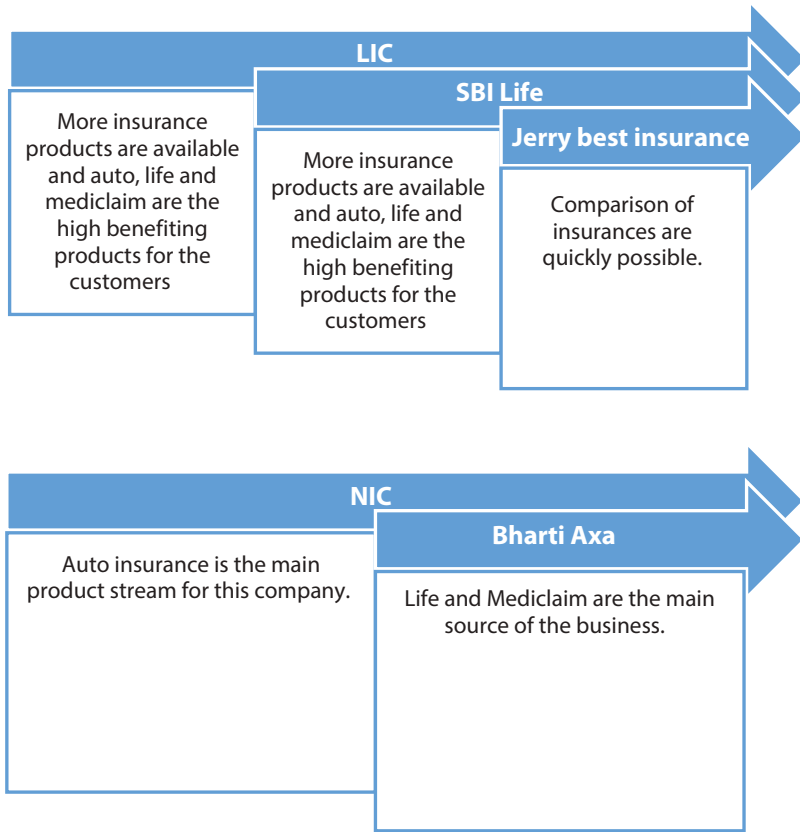 LIC
More insurance
products are available
and auto, life and
mediclaim are the
high benefiting
products for the
customers
SBI Life
More insurance
products are available
and auto, life and
mediclaim are the
high benefiting
products for the
customers
Jerry best insurance
Comparison of
insurances are
quickly possible.
NIC
Auto insurance is the main
product stream for this company.
Bharti Axa
Life and Mediclaim are the main
source of the business.